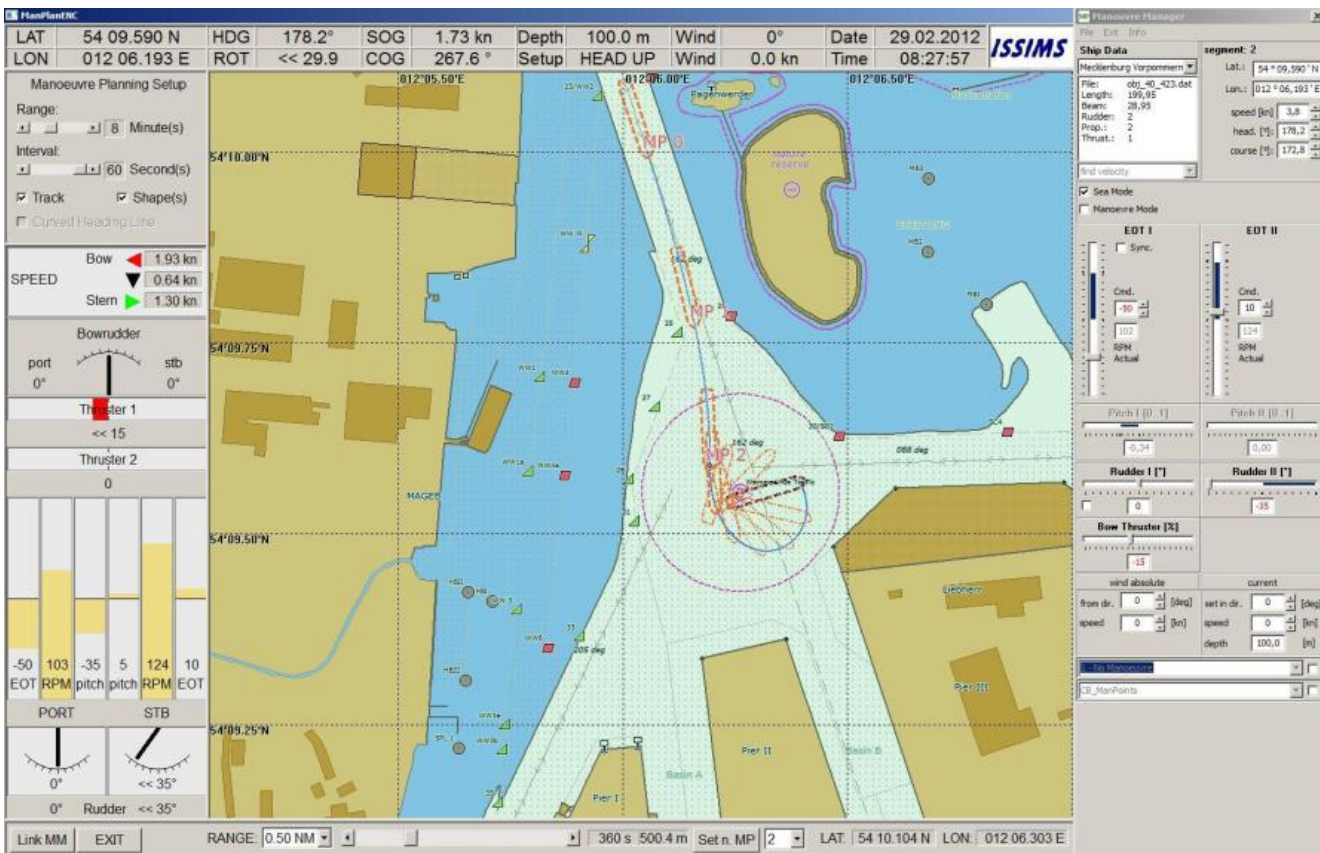 ManPlanENC
LAT 54 09.590 N HDG 178.2° SOG 1.73 kn Depth 100.0 m Wind 0° Date 29.02.2012
LON 012 06.193 E ROT << 29.9 COG 267.6 ° Setup HEAD UP Wind 0.0 kn Time 08:27:57
ISSIMS
Manoeuvre Planning Setup
Range:
8 Minute(s)
Interval:
60 Second(s)
Track Shape(s)
Curved Heading Line
Bow 1.93 kn
SPEED 0.64 kn
Stern 1.30 kn
Bowrudder
port stb
0° 0°
Thruster 1
<< 15
Thruster 2
0
-50 103 -35 5 124 10
EOT RPM pitch pitch RPM EOT
PORT STB
0° << 35°
0° Rudder << 35°
Link MM EXIT
012°05.50'E 012°06.00'E 012°06.50'E
Pagenwerder
MP 0
54°10.00'N
Nature
reserve
162 deg
MP
54°09.75'N
MP 2
162 deg
088 deg
MAGEB
54°09.50'N
Liebherr
205 deg
Pier III
54°09.25'N
Pier II
Basin B
Basin A
Pier I
RANGE: 0.50 NM 360 s 500.4 m Set n. MP 2 LAT: 54 10.104 N LON: 012 06.303 E
Manoeuvre Manager
File Ext Info
Ship Data segment: 2
Mecklenburg Vorpommern
Lat.: 54 ° 09,590 ' N
Lon.: 012 ° 06,193 ' E
File: obj_40_423.dat
Length: 199,95
Beam: 28,95
Rudder: 2
Prop.: 2
Thrust.: 1
speed [kn] 3,8
head. [°]: 178,2
course [°]: 172,8
find velocity
Sea Mode
Manoevre Mode
EOT I EOT II
Sync.
Cmd. Cmd.
-50 10
102 124
RPM RPM
Actual Actual
Pitch I [0..1] Pitch II [0..1]
-0,34 0,00
Rudder I [°] Rudder II [°]
0 -35
Bow Thruster [%]
-15
wind absolute current
from dir. 0 [deg] set in dir. 0 [deg]
speed 0 [kn] speed 0 [kn]
depth 100,0 [m]
No Manoeuvre
CB_ManPoints